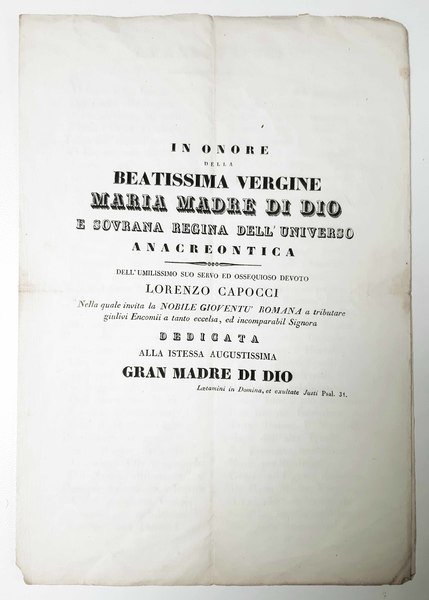 IN ONORE
DELLA
BEATISSIMA VERGINE
MARIA MADRE DI DIO
E SOVRANA REGINA DELL'UNIVERSO
ANACREONTICA
DELL'UMILISSIMO SUO SERVO ED OSSEQUIOSO DEVOTO
LORENZO CAPOCCI
Nella quale invita la NOBILE GIOVENTU' ROMANA a tributare
giulivi Encomii a tanto eccelsa, ed incomparabil Signora
DEDICATA
ALLA ISTESSA AUGUSTISSIMA
GRAN MADRE DI DIO
Lætamini in Domina, et exultate Justi Psal. 31.